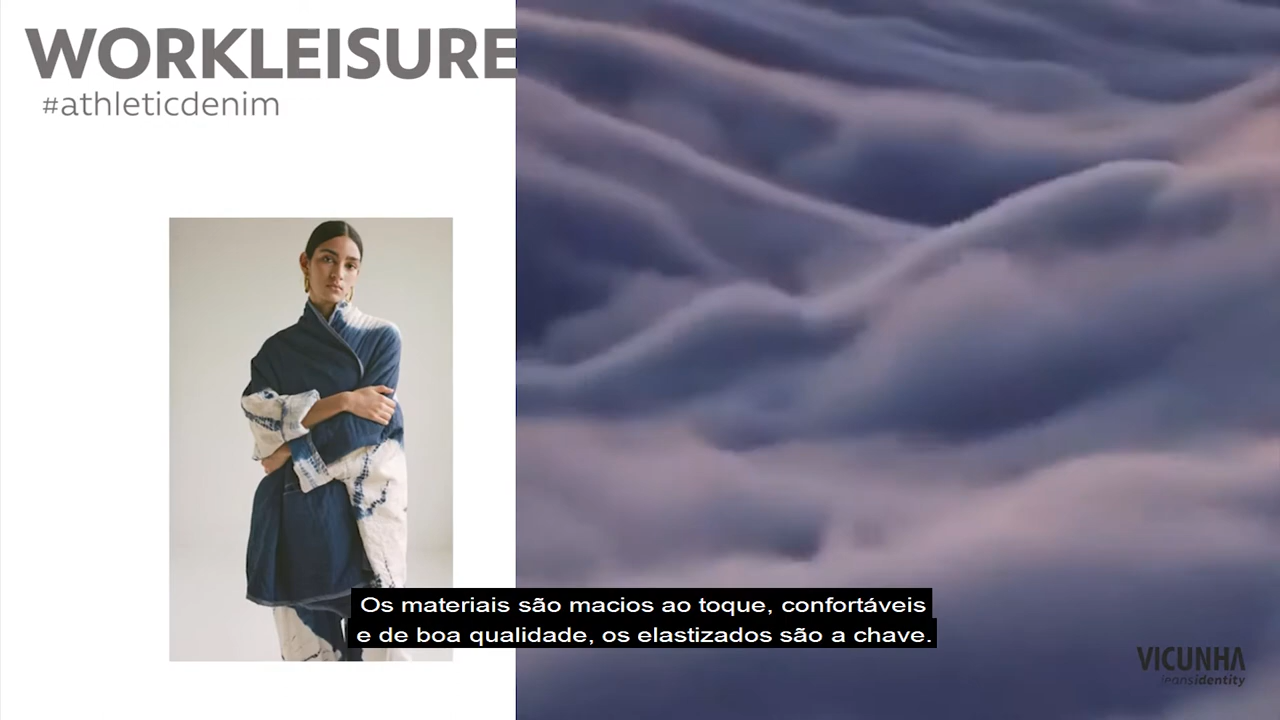 WORKLEISURE
#athleticdenim
Os materiais são macios ao toque, confortáveis
e de boa qualidade, os elastizados são a chave.
VICUNHA
jeansidentity